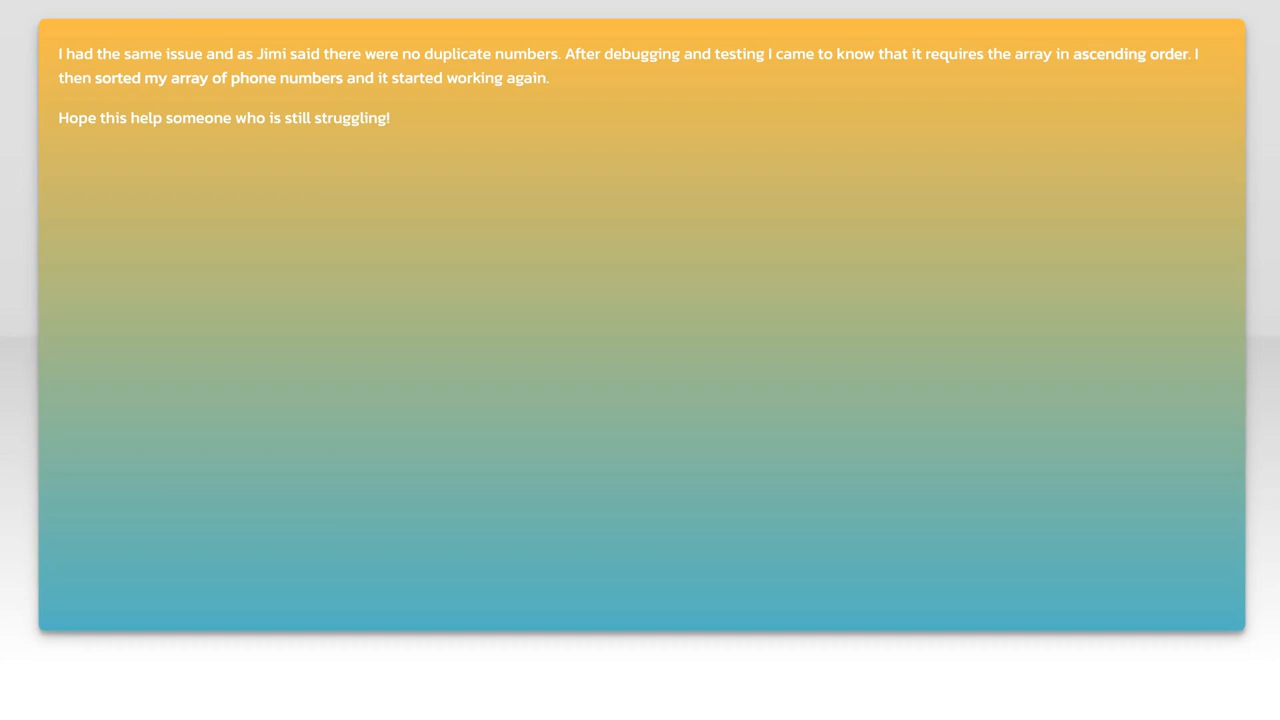 I had the same issue and as Jimi said there were no duplicate numbers. After debugging and testing I came to know that it requires the array in ascending order. I
then sorted my array of phone numbers and it started working again.
Hope this help someone who is still struggling!